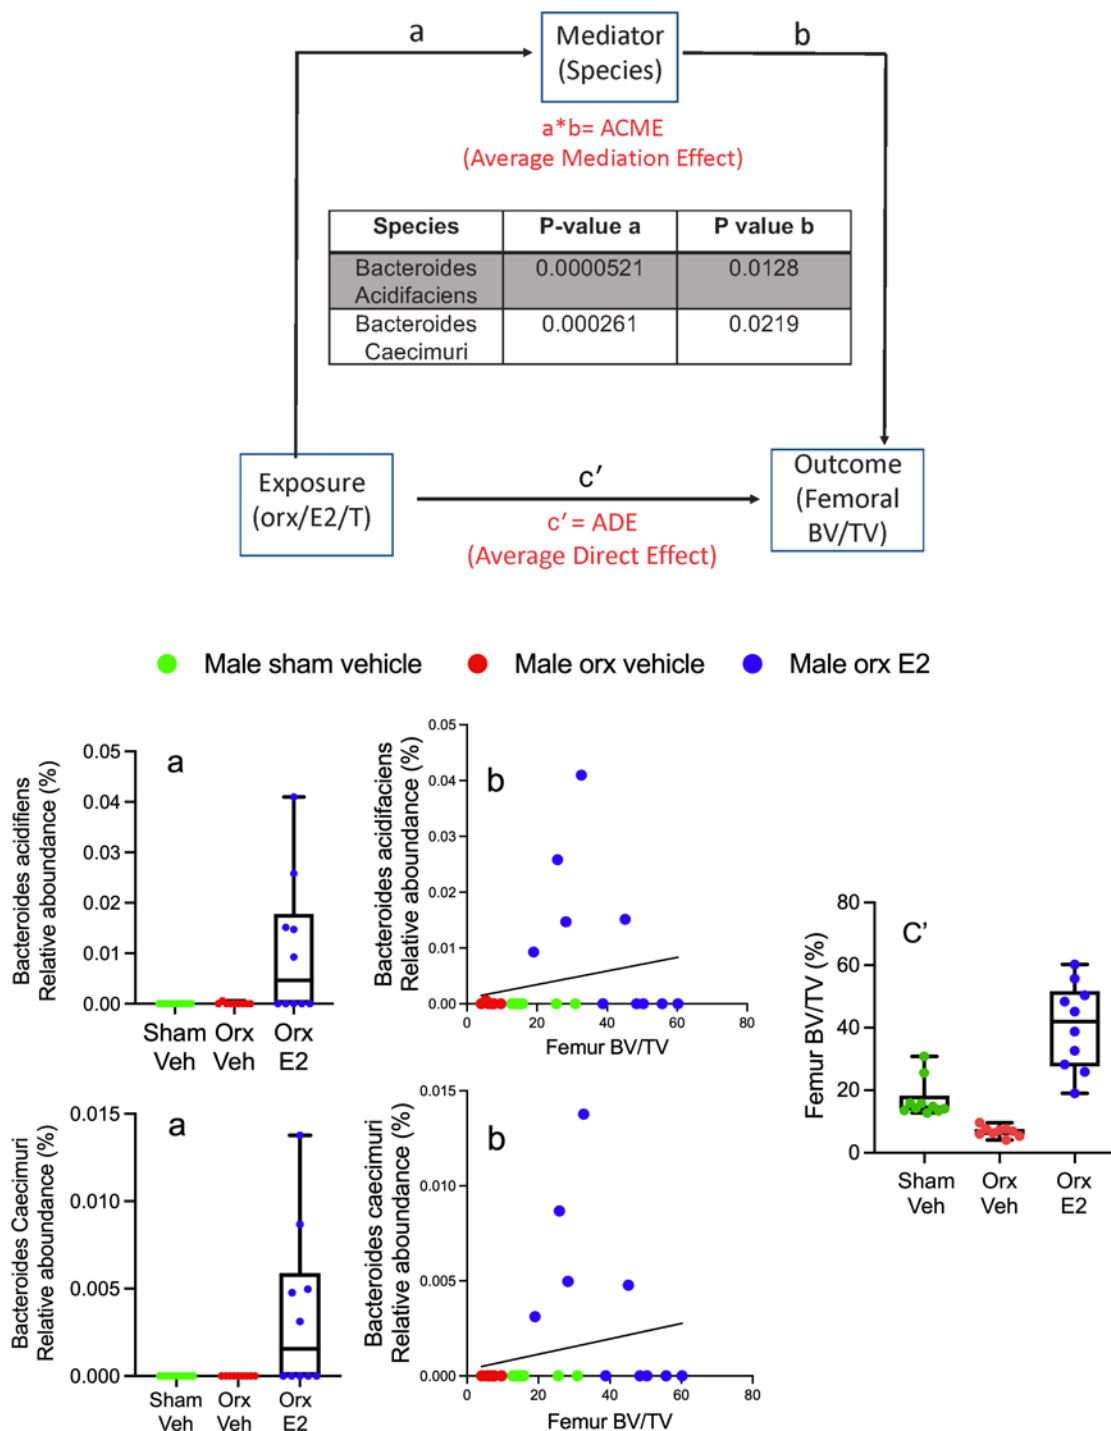 a
Mediator
(Species)
b
a*b= ACME
(Average Mediation Effect)
Species P-value a P value b
Bacteroides
Acidifaciens 0.0000521 0.0128
Bacteroides
Caecimuri 0.000261 0.0219
Exposure
(orx/E2/T)
c′
c′ = ADE
(Average Direct Effect)
Outcome
(Femoral
BV/TV)
Male sham vehicle Male orx vehicle Male orx E2
Bacteroides acidifiens
Relative aboundance (%)
0.05
0.04
0.03
0.02
0.01
0.00
a
Sham
Veh
Orx
Veh
Orx
E2
Bacteroides acidifaciens
Relative aboundance (%)
0.05
0.04
0.03
0.02
0.010
0.00
b
0 20 40 60 80
Femur BV/TV
Femur BV/TV (%)
80
60
40
20
0
C’
Sham
Veh
Orx
Veh
Orx
E2
Bacteroides Caecimuri
Relative aboundance (%)
0.015
0.010
0.005
0.000
a
Sham
Veh
Orx
Veh
Orx
E2
Bacteroides caecimuri
Relative aboundance (%)
0.015
0.010
0.005
0.000
b
0 20 40 60 80
Femur BV/TV